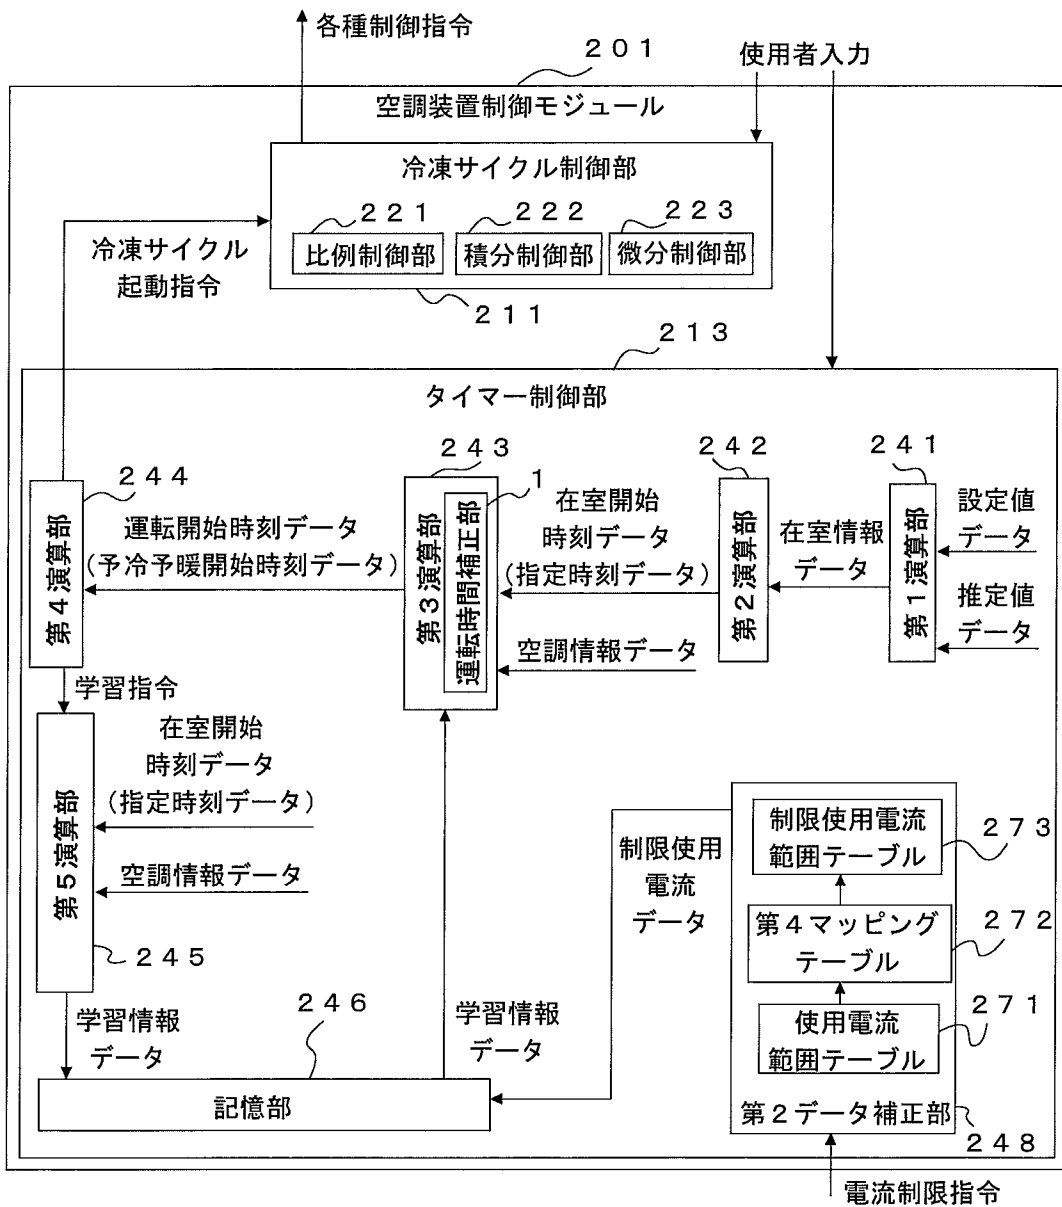 各種制御指令
２０１
使用者入力
空調装置制御モジュール
冷凍サイクル制御部
２２１
２２２
２２３
比例制御部
積分制御部
微分制御部
冷凍サイクル
起動指令
２１１
２１３
タイマー制御部
２４４
第４演算部
運転開始時刻データ
(予冷予暖開始時刻データ)
２４３
第３演算部
１
運転時間補正部
在室開始
時刻データ
(指定時刻データ)
空調情報データ
２４２
第２演算部
在室情報
データ
２４１
第１演算部
設定値
データ
推定値
データ
学習指令
第５演算部
在室開始
時刻データ
(指定時刻データ)
空調情報データ
２４５
学習情報
データ
２４６
記憶部
学習情報
データ
制限使用
電流
データ
制限使用電流
範囲テーブル
２７３
第４マッピング
テーブル
２７２
使用電流
範囲テーブル
２７１
第２データ補正部
２４８
電流制限指令